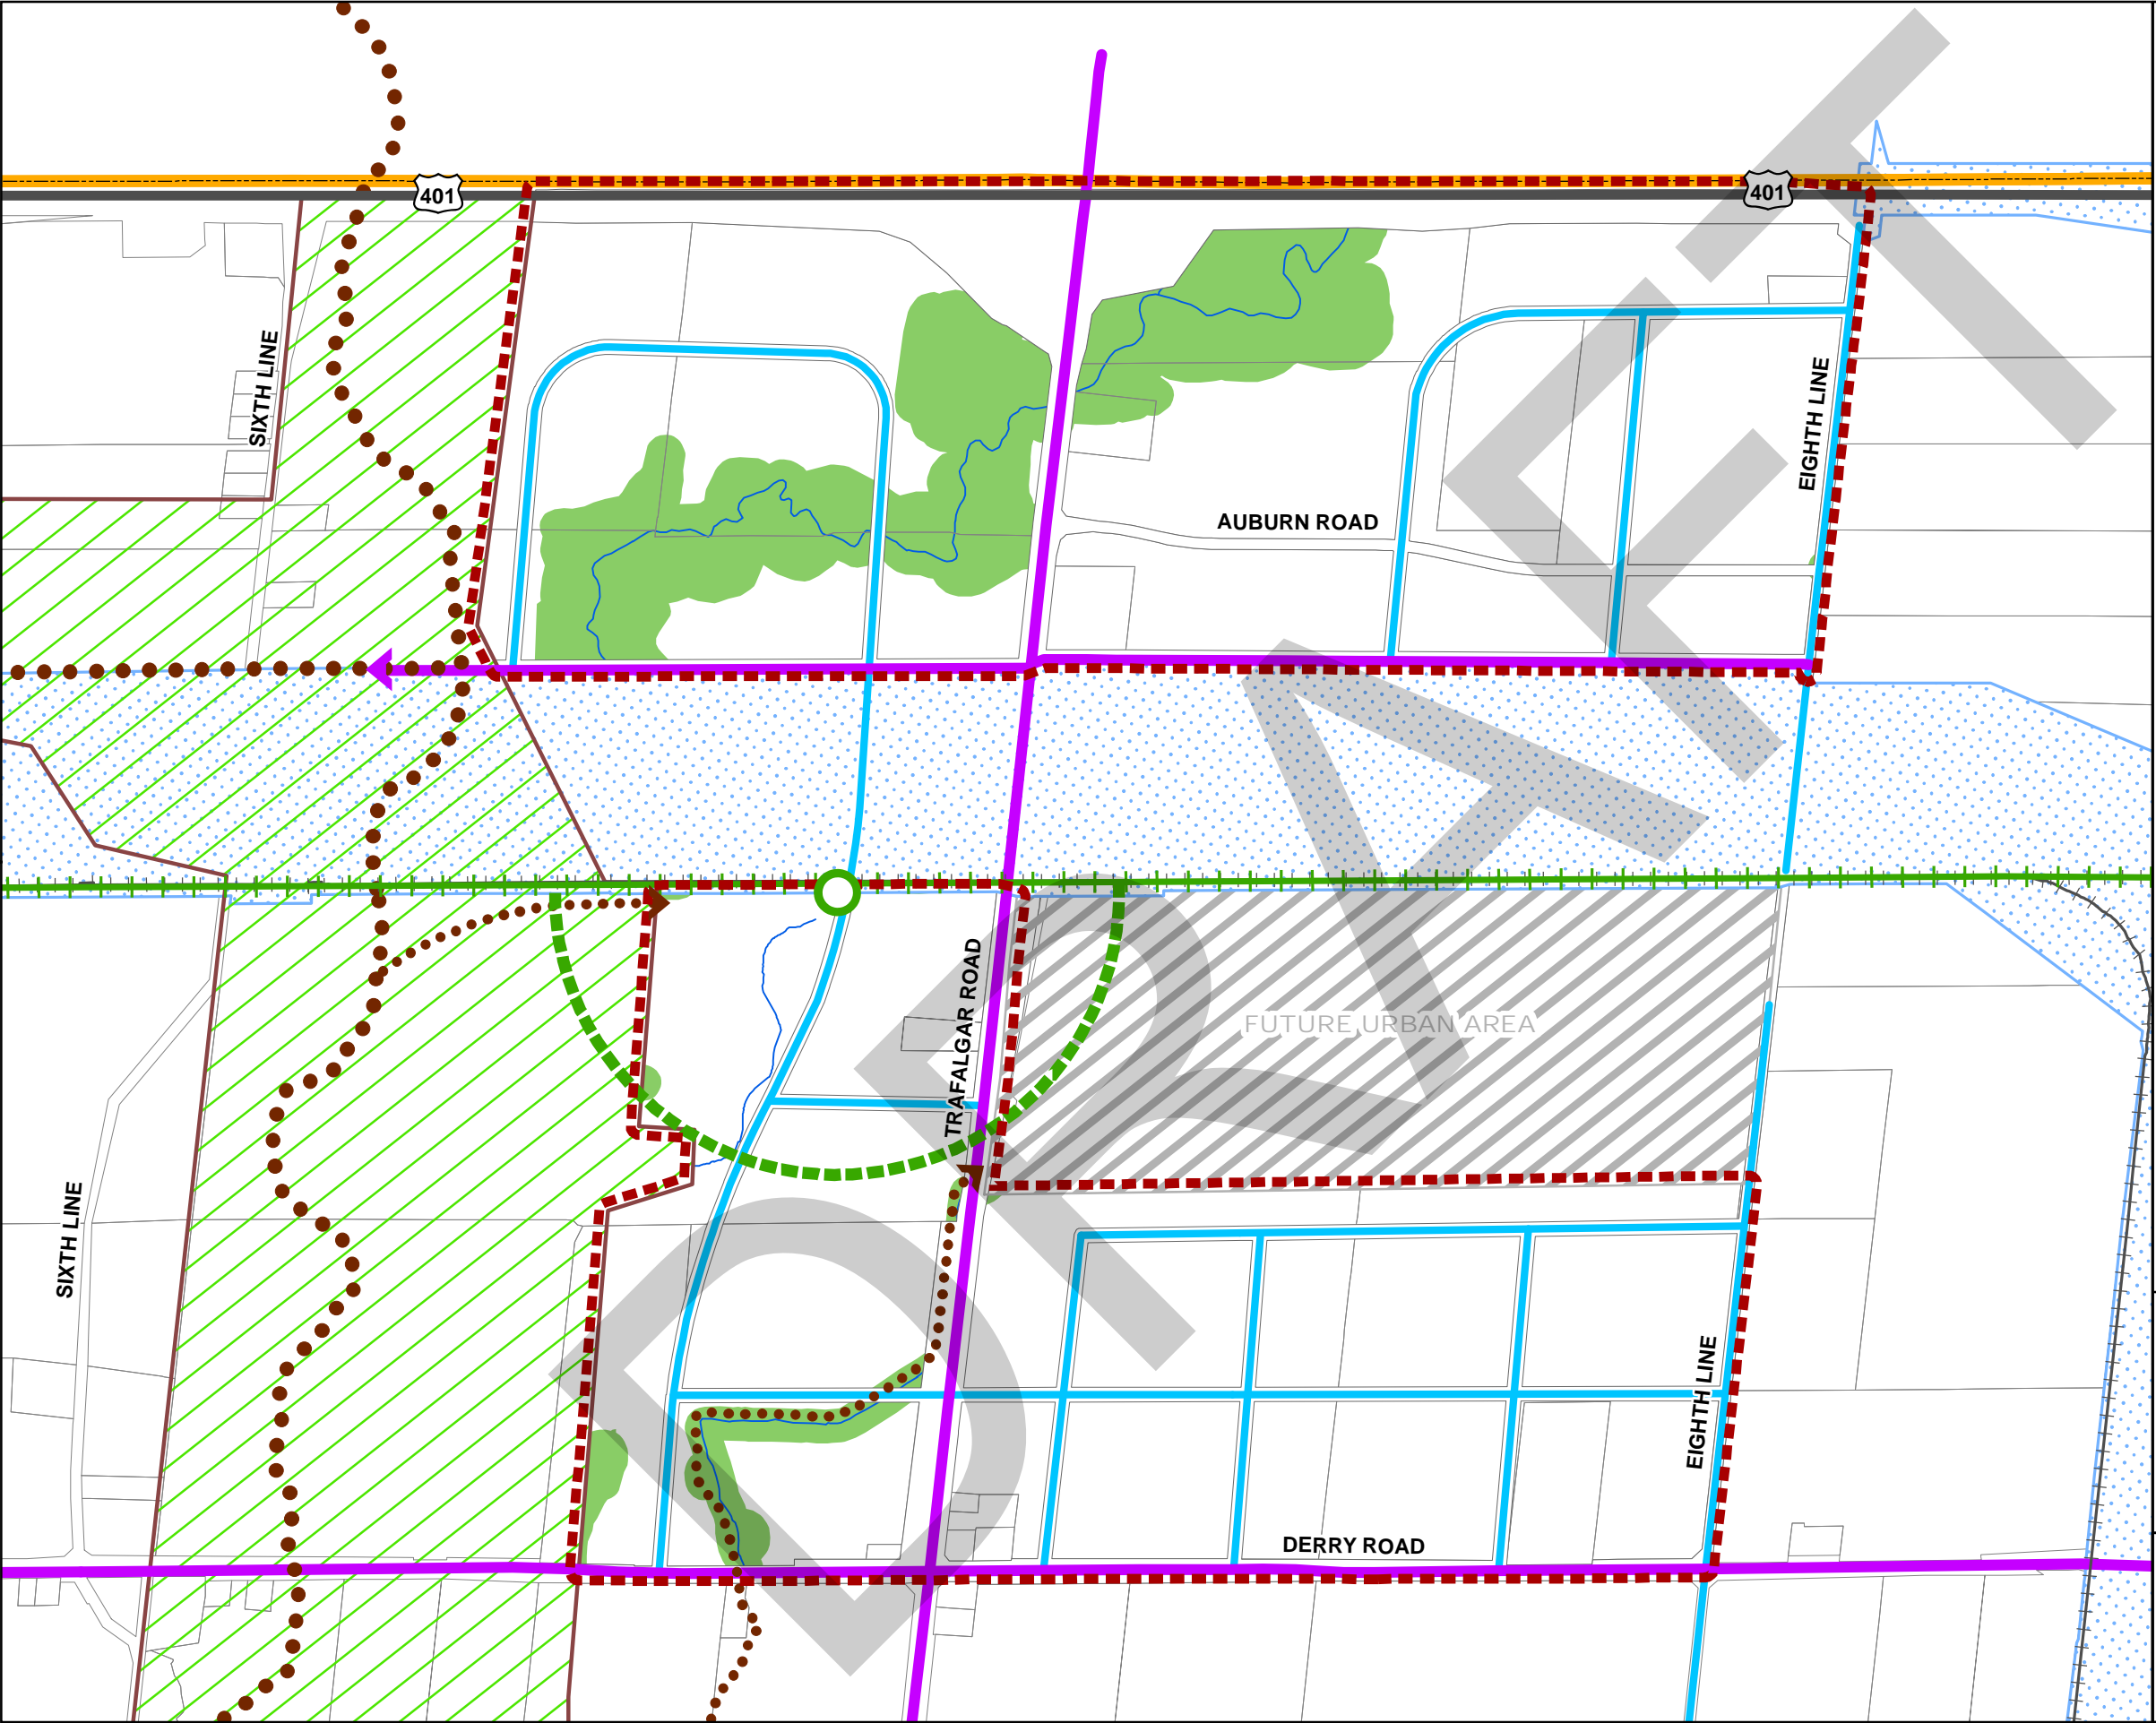 401
401
SIXTH LINE
EIGHTH LINE
AUBURN ROAD
TRAFALGAR ROAD
FUTURE URBAN AREA
SIXTH LINE
EIGHTH LINE
DERRY ROAD
DRAFT